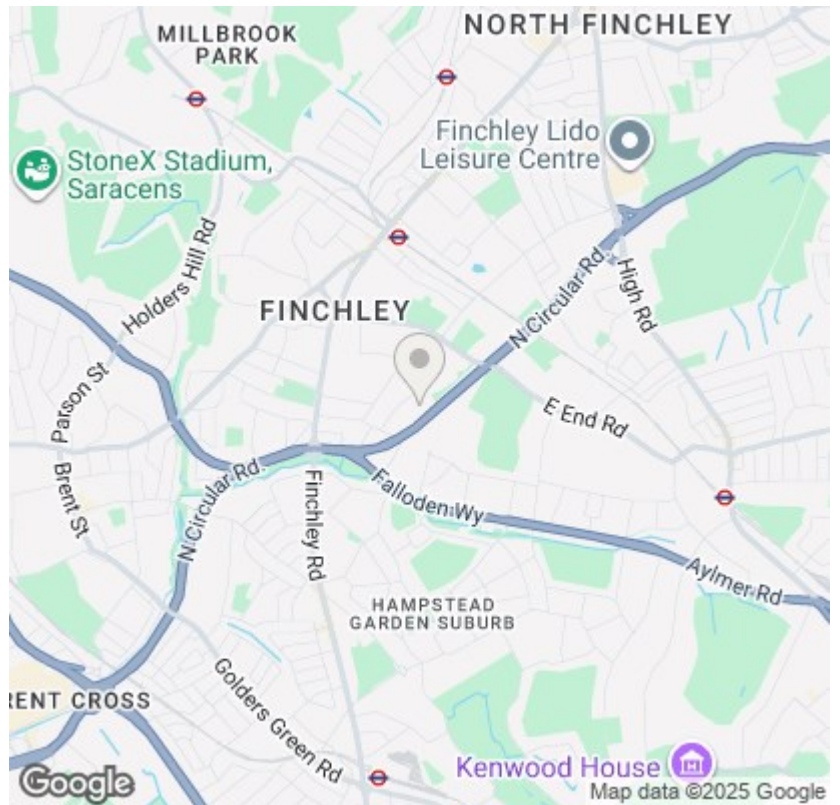 MILLBROOK
PARK
NORTH FINCHLEY
Finchley Lido
Leisure Centre
StoneX Stadium,
Saracens
Holders Hill Rd
FINCHLEY
N Circular Rd
High Rd
Parson St
E End Rd
Brent St
N Circular Rd
Finchley Rd
Falloden Wy
Aylmer Rd
HAMPSTEAD
GARDEN SUBURB
RENT CROSS
Golders Green Rd
Kenwood House
Google
Map data ©2025 Google